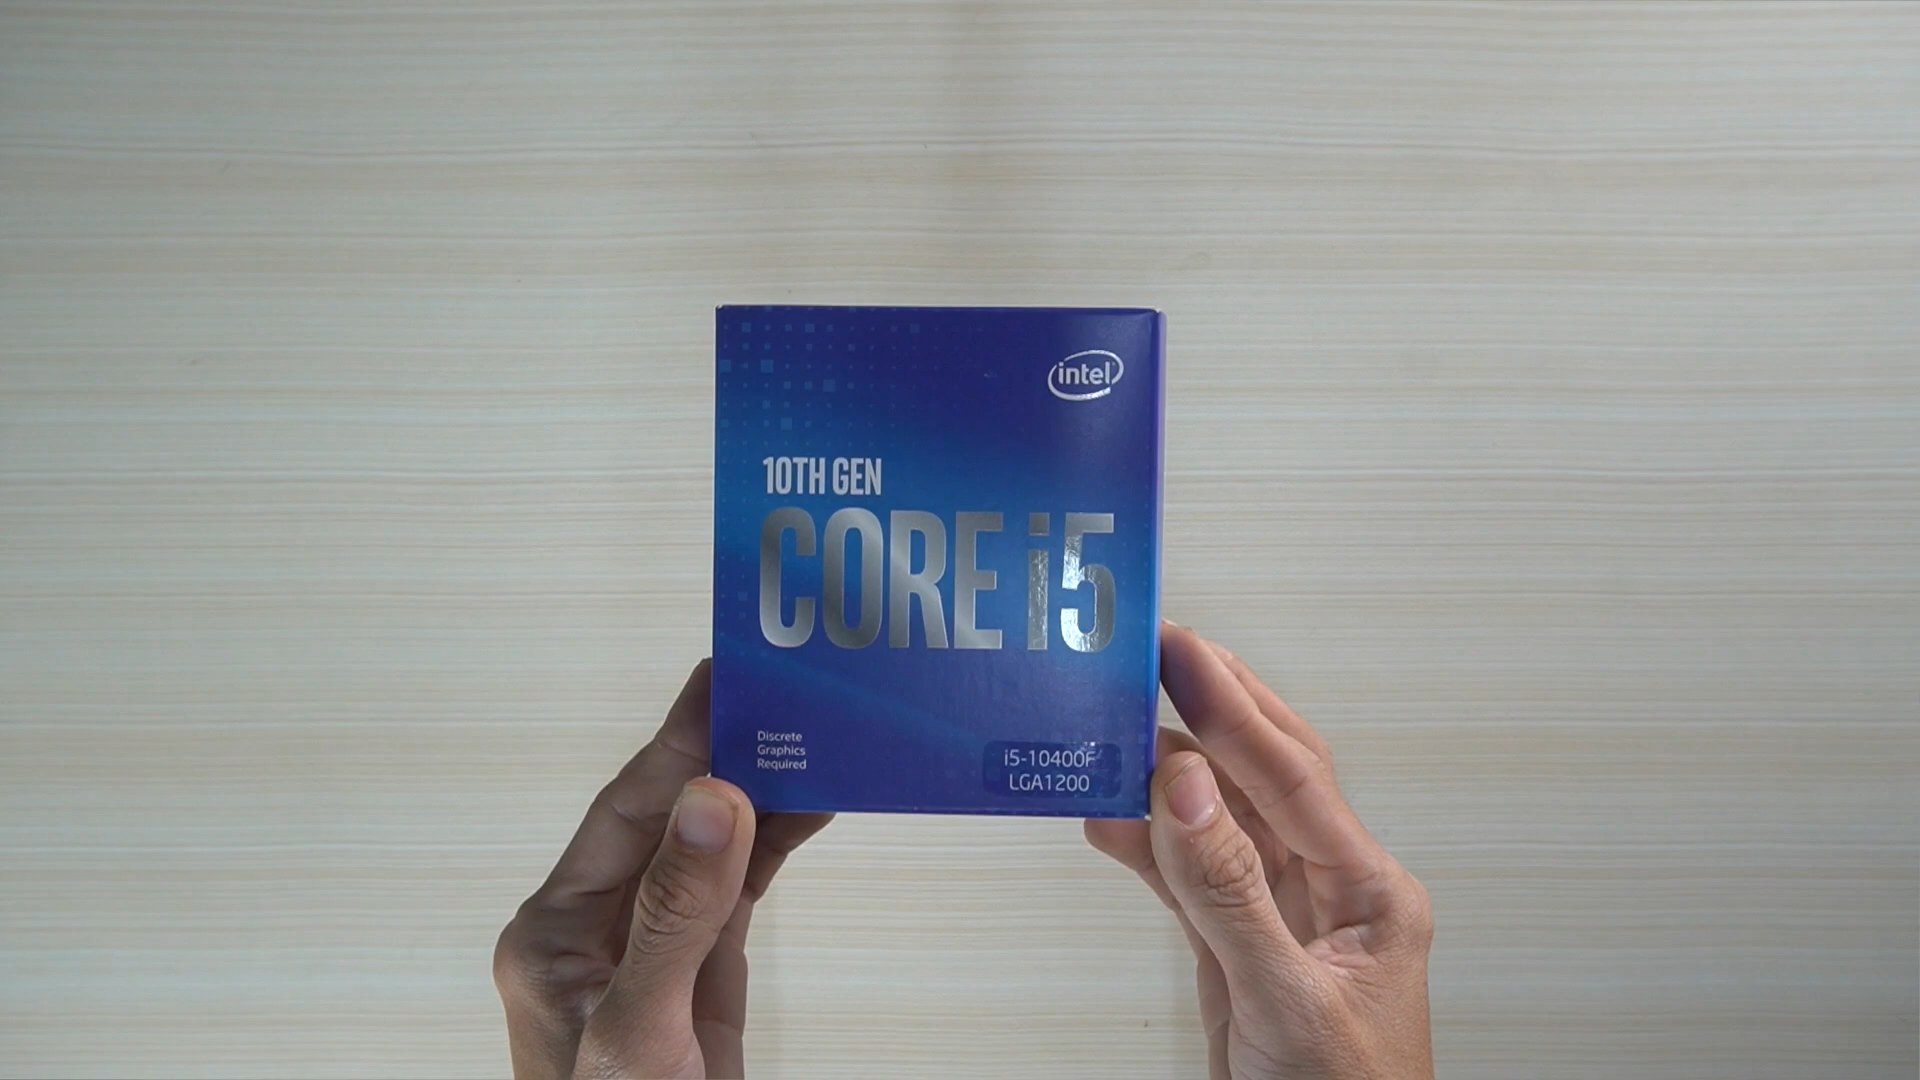 intel
10TH GEN
CORE i5
Discrete
Graphics
Required
i5-10400F
LGA1200